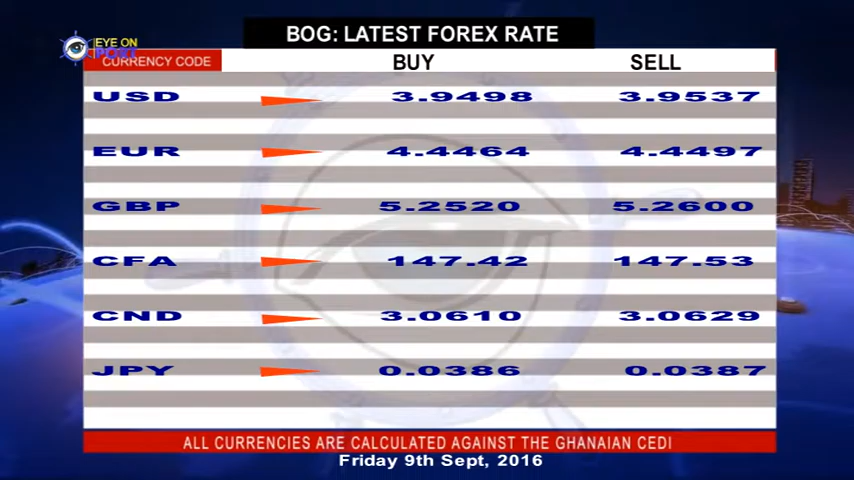 BOG: LATEST FOREX RATE
EYE ON
PORT
CURRENCY CODE BUY SELL
USD 3.9498 3.9537
EUR 4.4464 4.4497
GBP 5.2520 5.2600
CFA 147.42 147.53
CND 3.0610 3.0629
JPY 0.0386 0.0387
ALL CURRENCIES ARE CALCULATED AGAINST THE GHANAIAN CEDI
Friday 9th Sept, 2016